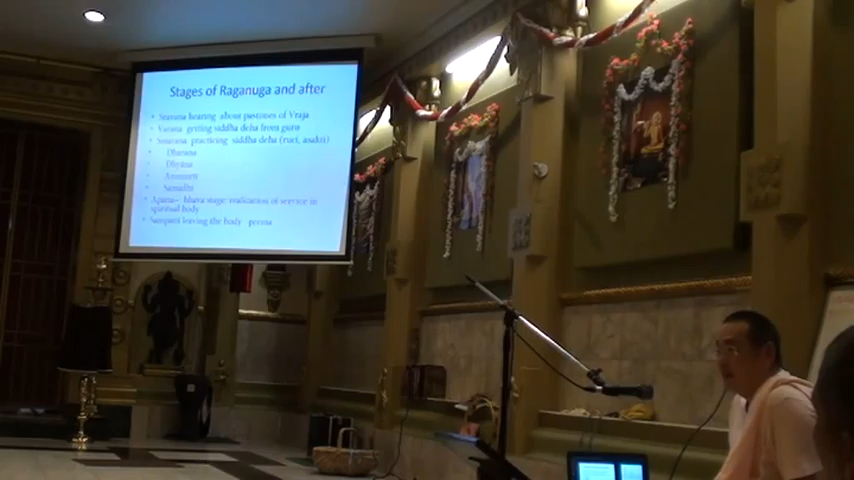 Stages of Raganuga and after
• Sravana hearing about pastimes of Vraja
• Varana getting siddha deha from guru
• Smarana practicing siddha deha (ruci, asakti)
• Dharana
• Dhyana
• Anusmrti
• Samadhi
• Apana– bhava stage: realization of service in
spiritual body
• Sampatti leaving the body prema